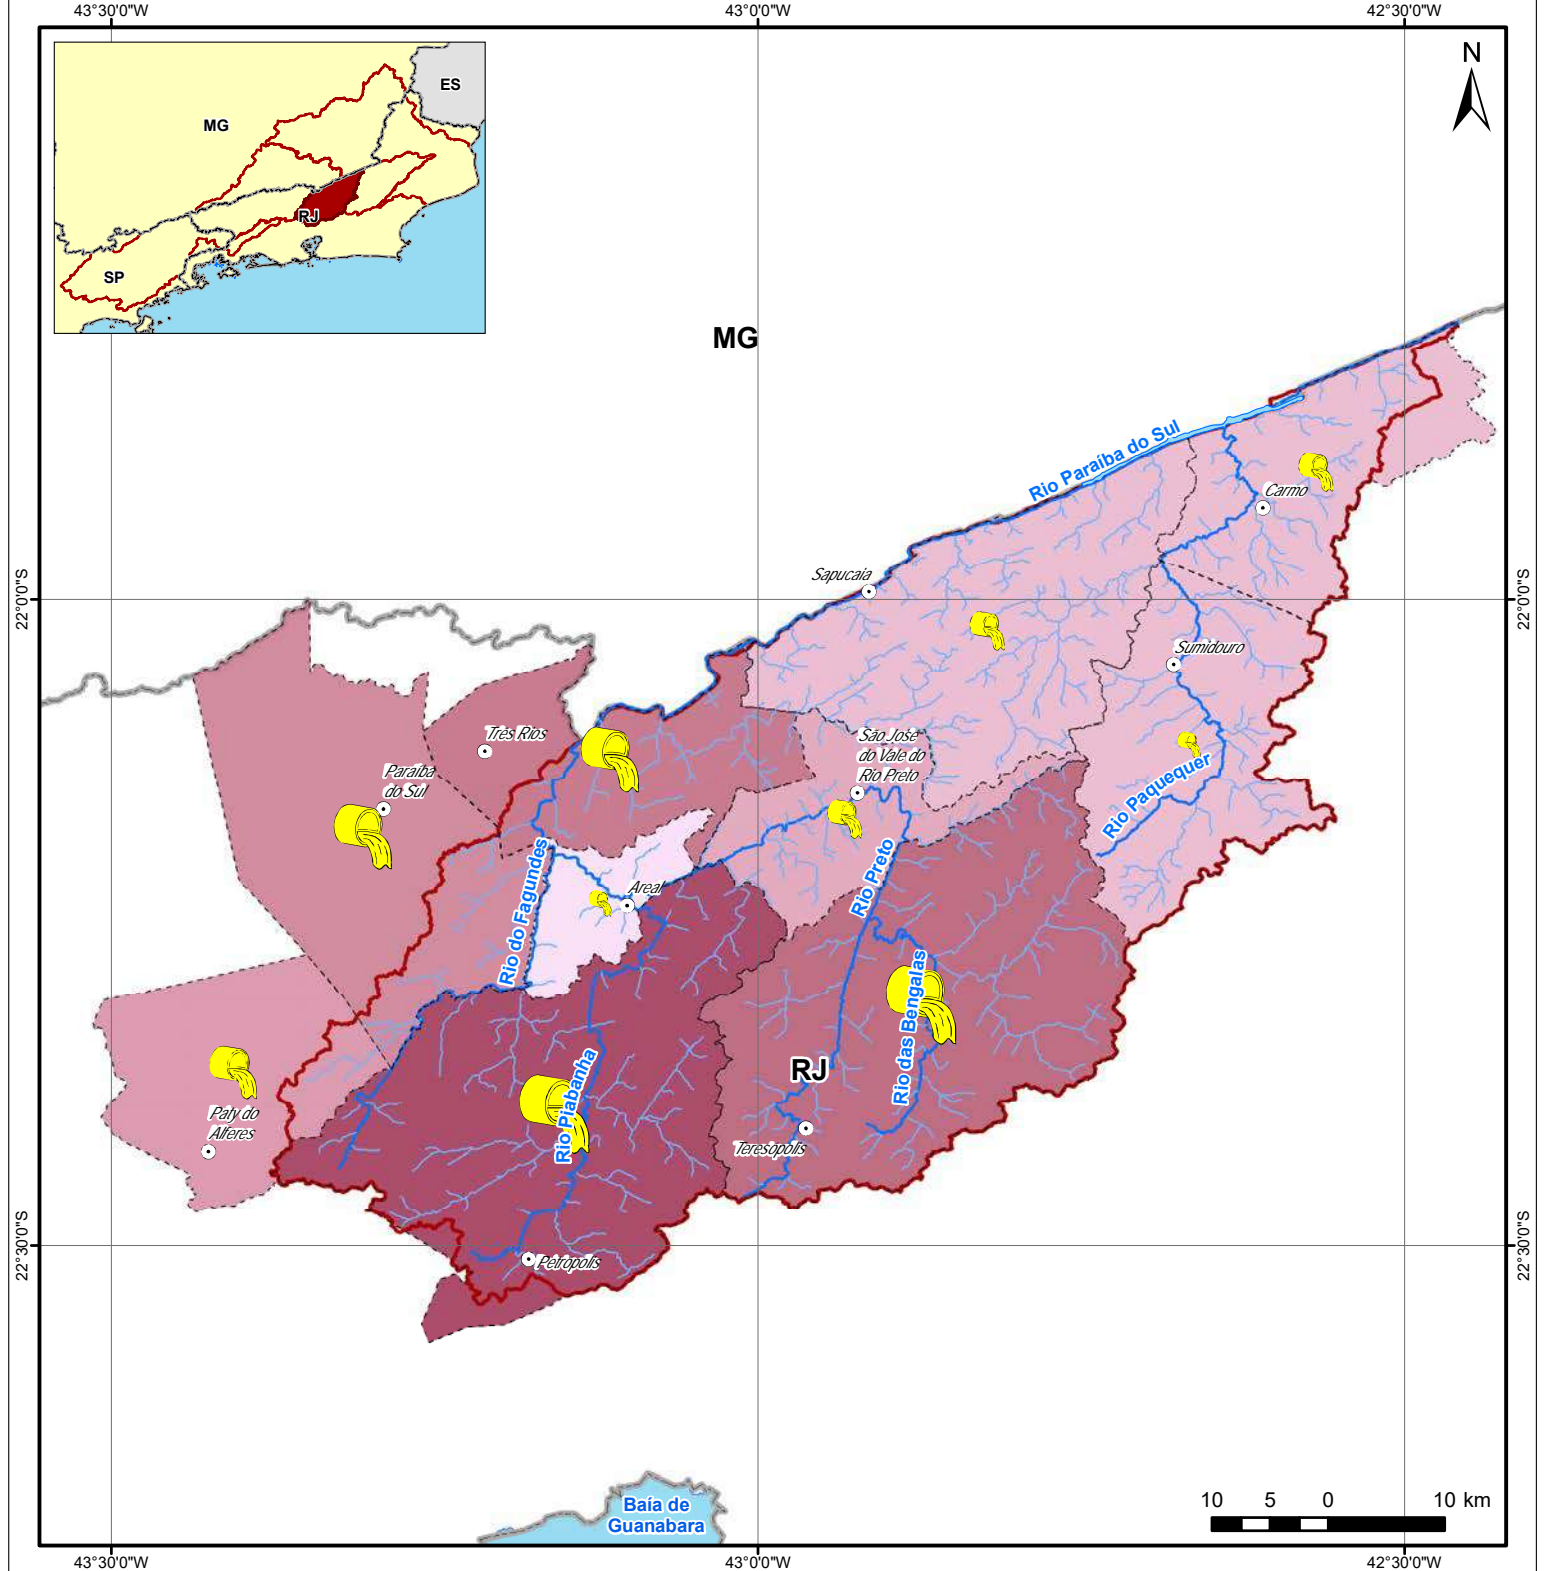 43°30'0"W
43°0'0"W
42°30'0"W
N
ES
MG
RJ
SP
MG
Rio Paraíba do Sul
Carmo
22°0'0"S
22°0'0"S
Sapucaia
Sumidouro
Três Rios
São José
do Vale do
Rio Preto
Paraíba
do Sul
Rio Paquequer
Rio Preto
Rio do Fagundes
Areal
Rio das Bengalas
Rio Piabanha
RJ
Paty do
Alferes
Teresópolis
22°30'0"S
22°30'0"S
Petrópolis
Baía de
Guanabara
10 5 0 10 km
43°30'0"W
43°0'0"W
42°30'0"W